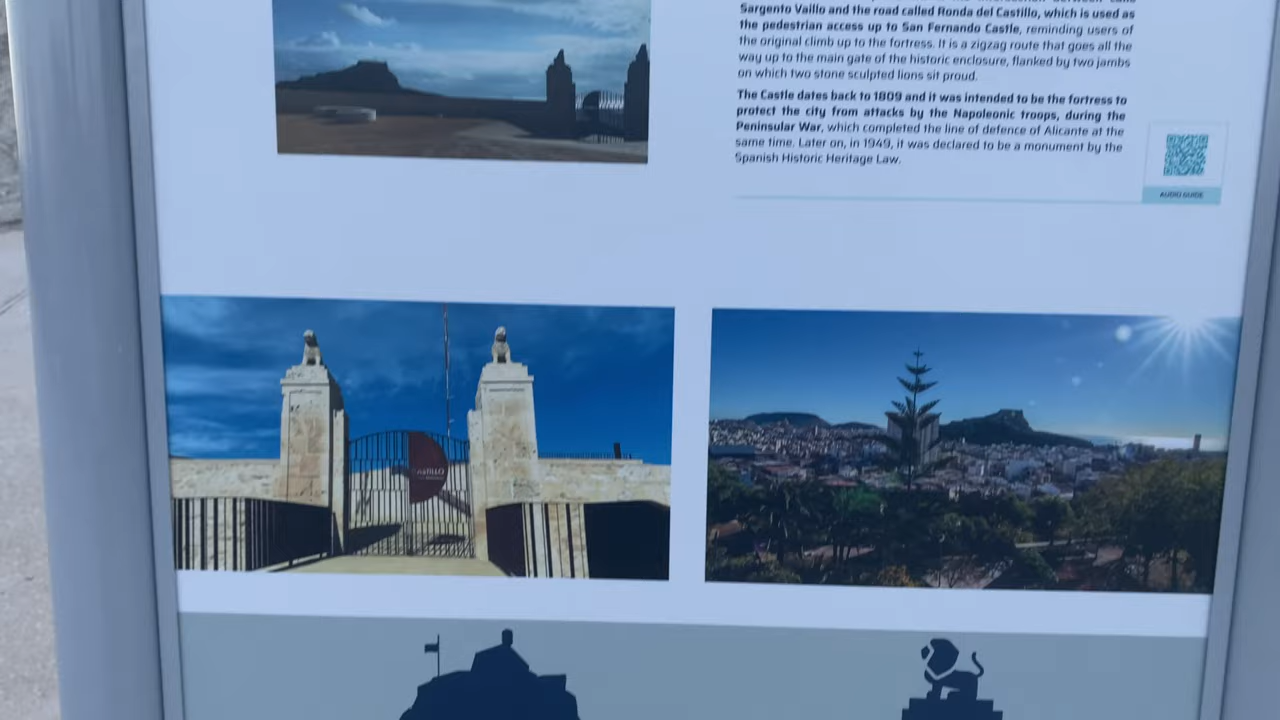 Sargento Vaillo and the road called Ronda del Castillo, which is used as
the pedestrian access up to San Fernando Castle, reminding users of
the original climb up to the fortress. It is a zigzag route that goes all the
way up to the main gate of the historic enclosure, flanked by two jambs
on which two stone sculpted lions sit proud.
The Castle dates back to 1809 and it was intended to be the fortress to
protect the city from attacks by the Napoleonic troops, during the
Peninsular War, which completed the line of defence of Alicante at the
same time. Later on, in 1949, it was declared to be a monument by the
Spanish Historic Heritage Law.
AUDIO GUIDE
CASTILLO